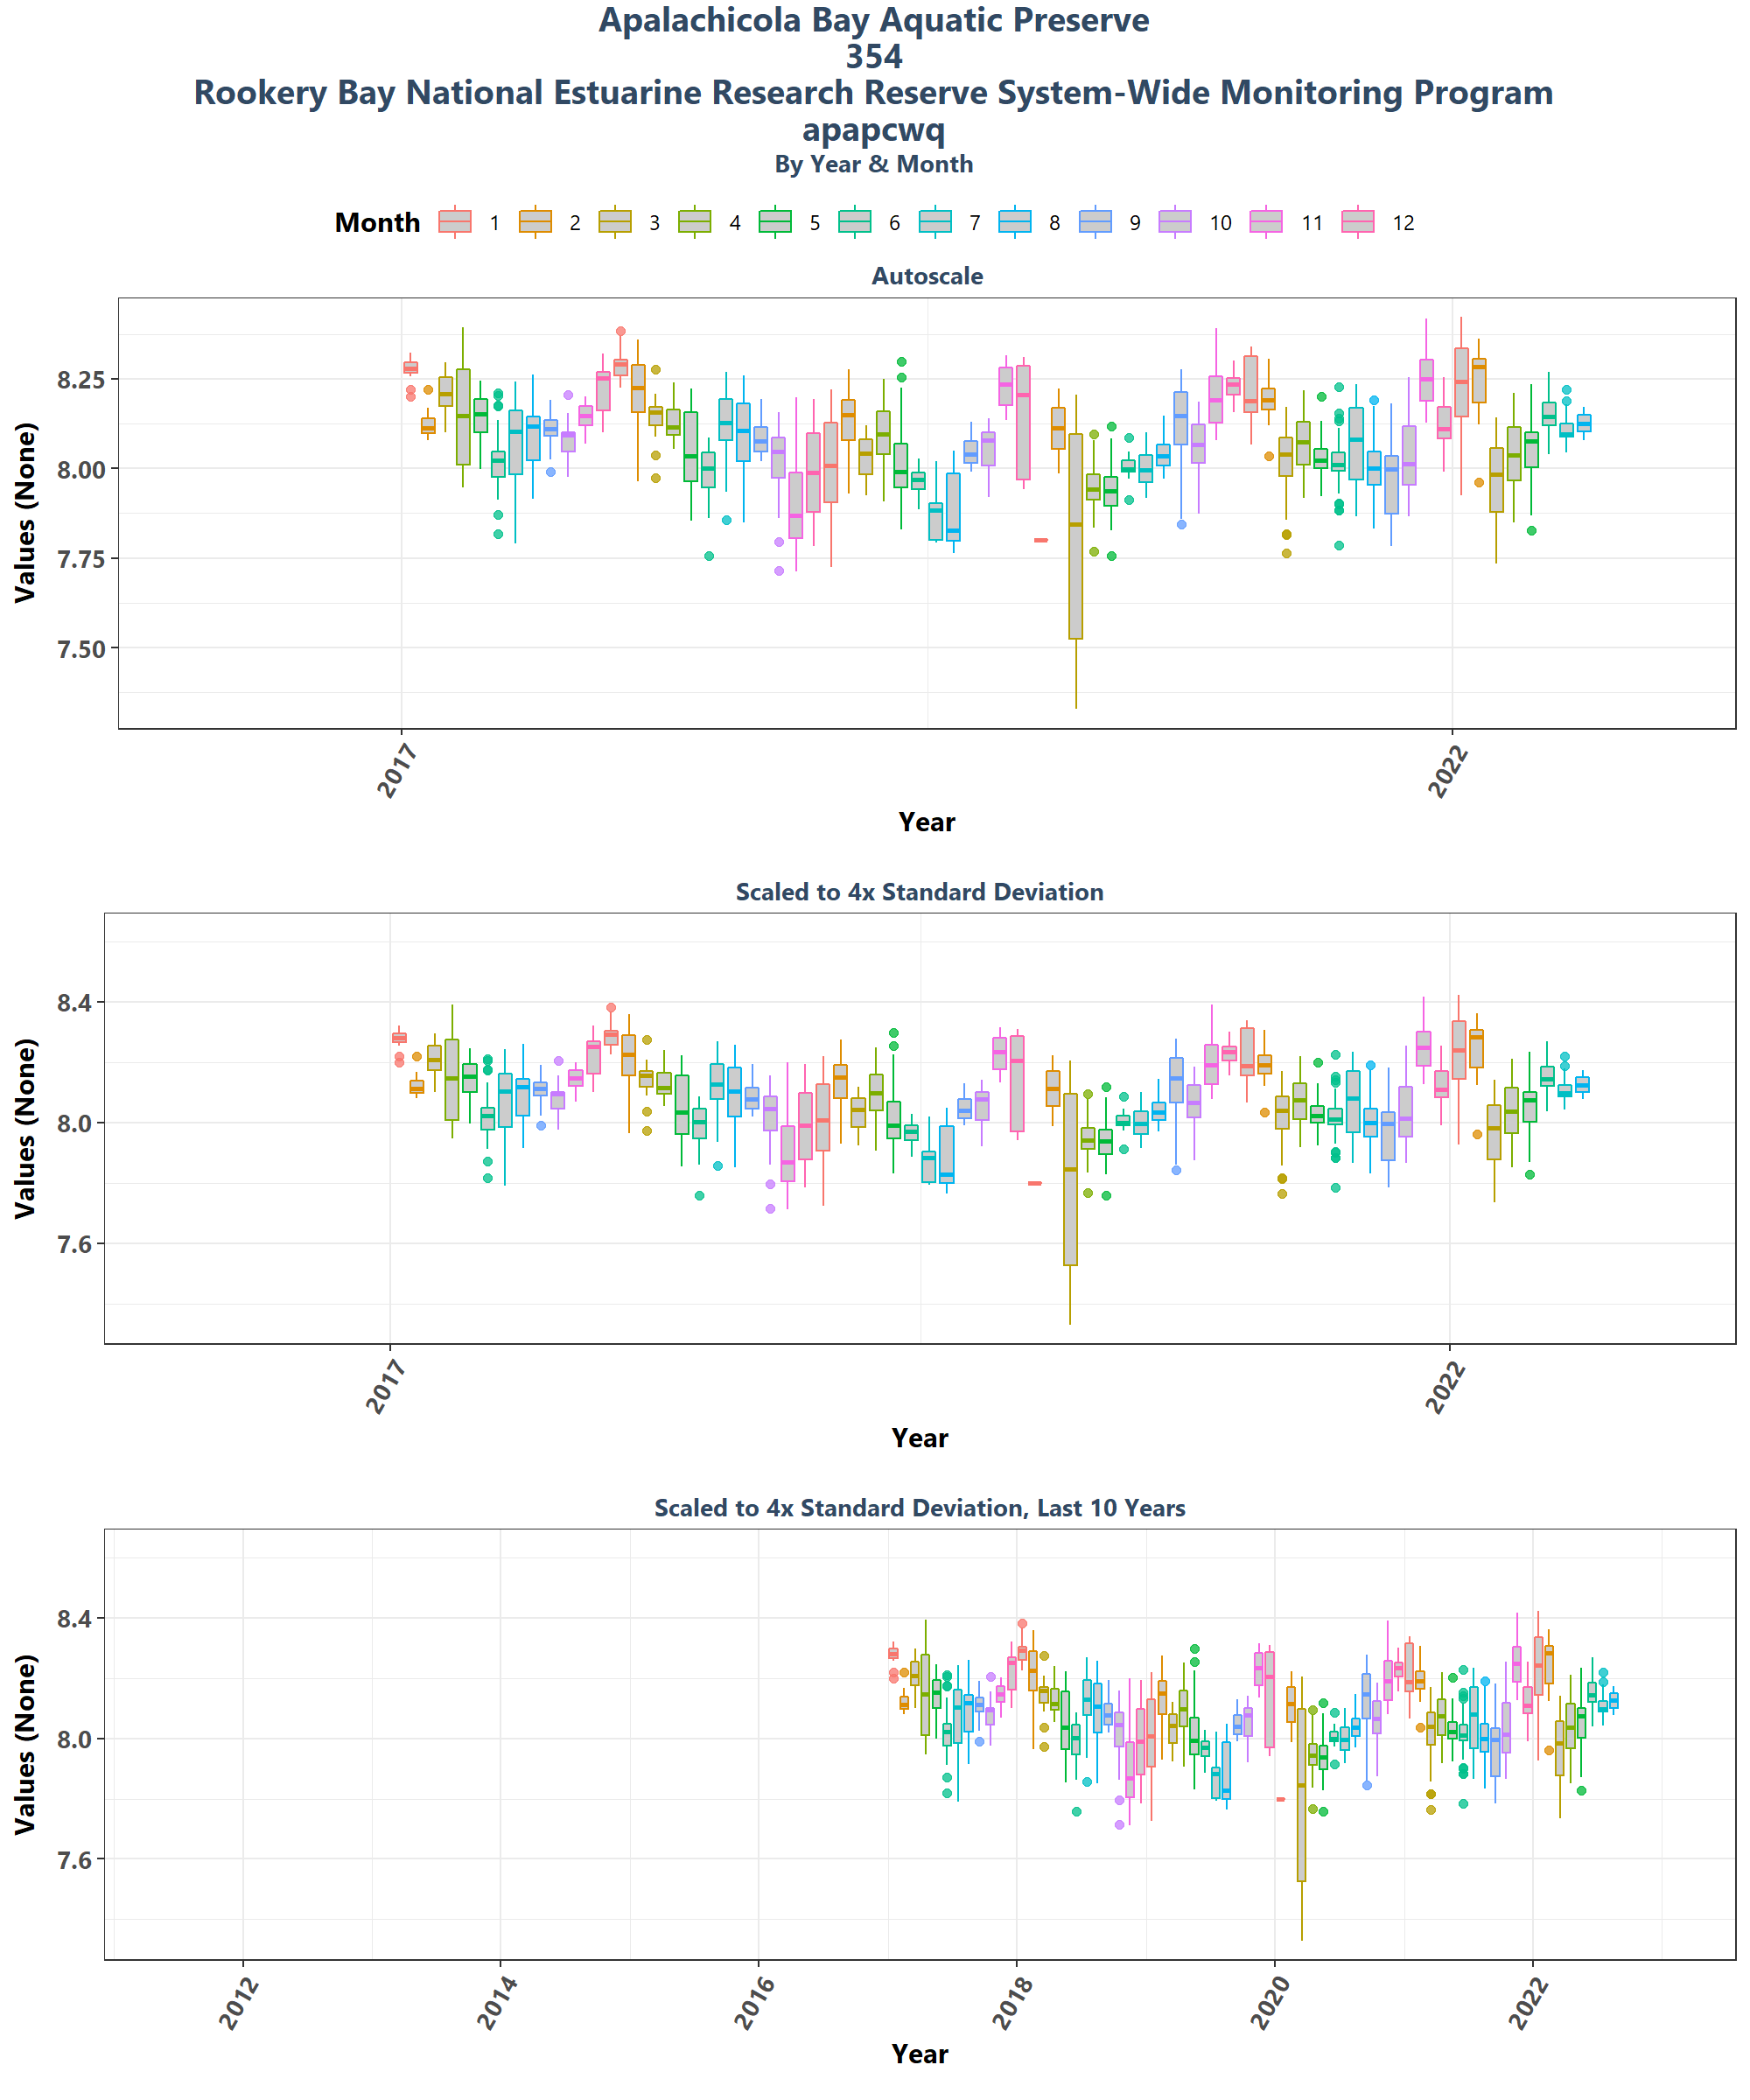 Apalachicola Bay Aquatic Preserve
354
Rookery Bay National Estuarine Research Reserve System-Wide Monitoring Program
apapcwq
By Year & Month
Month 1 2 3 4 5 6 7 8 9 10 11 12
Autoscale
Values (None)
8.25
8.00
7.75
7.50
2017 2022
Year
Scaled to 4x Standard Deviation
Values (None)
8.4
8.0
7.6
2017 2022
Year
Scaled to 4x Standard Deviation, Last 10 Years
Values (None)
8.4
8.0
7.6
2012 2014 2016 2018 2020 2022
Year